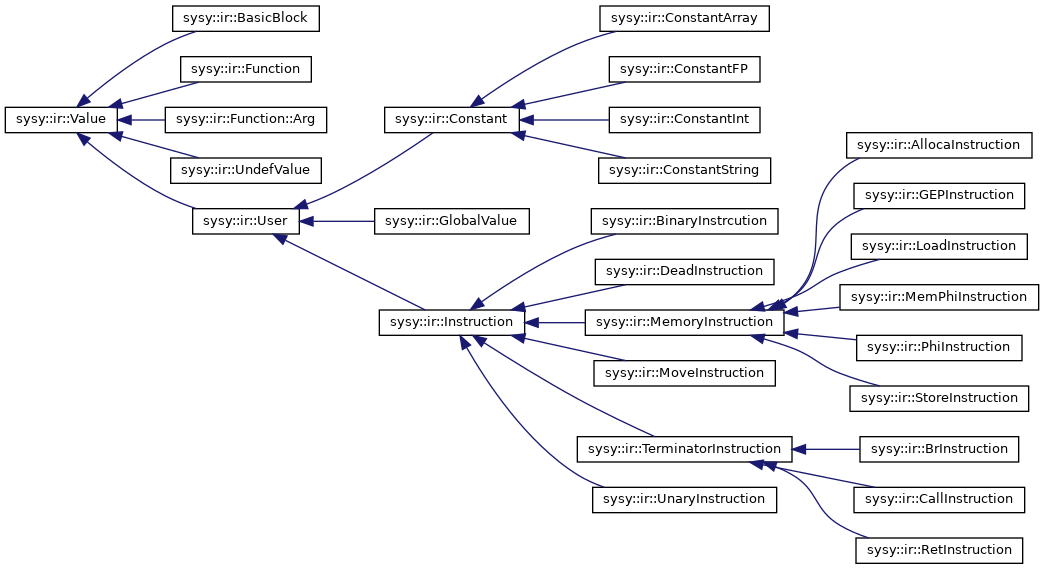 sysy::ir::BasicBlock
sysy::ir::ConstantArray
sysy::ir::Function
sysy::ir::ConstantFP
sysy::ir::Value
sysy::ir::Function::Arg
sysy::ir::Constant
sysy::ir::ConstantInt
sysy::ir::AllocaInstruction
sysy::ir::UndefValue
sysy::ir::ConstantString
sysy::ir::GEPInstruction
sysy::ir::User
sysy::ir::GlobalValue
sysy::ir::BinaryInstrcution
sysy::ir::LoadInstruction
sysy::ir::DeadInstruction
sysy::ir::MemPhiInstruction
sysy::ir::Instruction
sysy::ir::MemoryInstruction
sysy::ir::PhiInstruction
sysy::ir::MoveInstruction
sysy::ir::StoreInstruction
sysy::ir::TerminatorInstruction
sysy::ir::BrInstruction
sysy::ir::UnaryInstruction
sysy::ir::CallInstruction
sysy::ir::RetInstruction